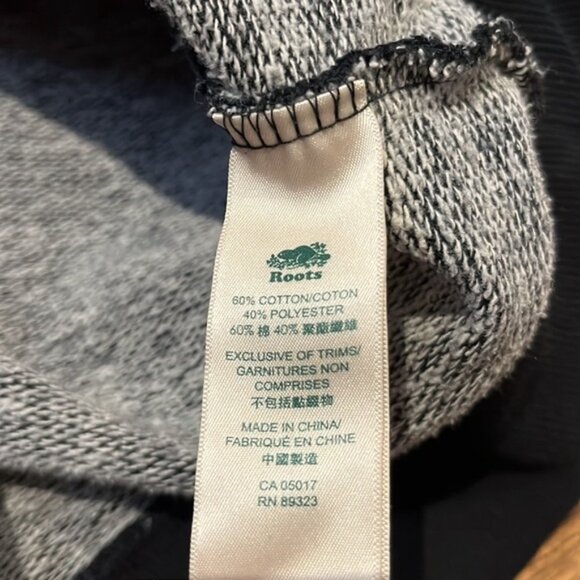 Roots
60% COTTON/COTON
40% POLYESTER
60% 棉 40% 聚酯纖維
EXCLUSIVE OF TRIMS/
GARNITURES NON
COMPRISES
不包括點綴物
MADE IN CHINA/
FABRIQUÉ EN CHINE
中國製造
CA 05017
RN 89323